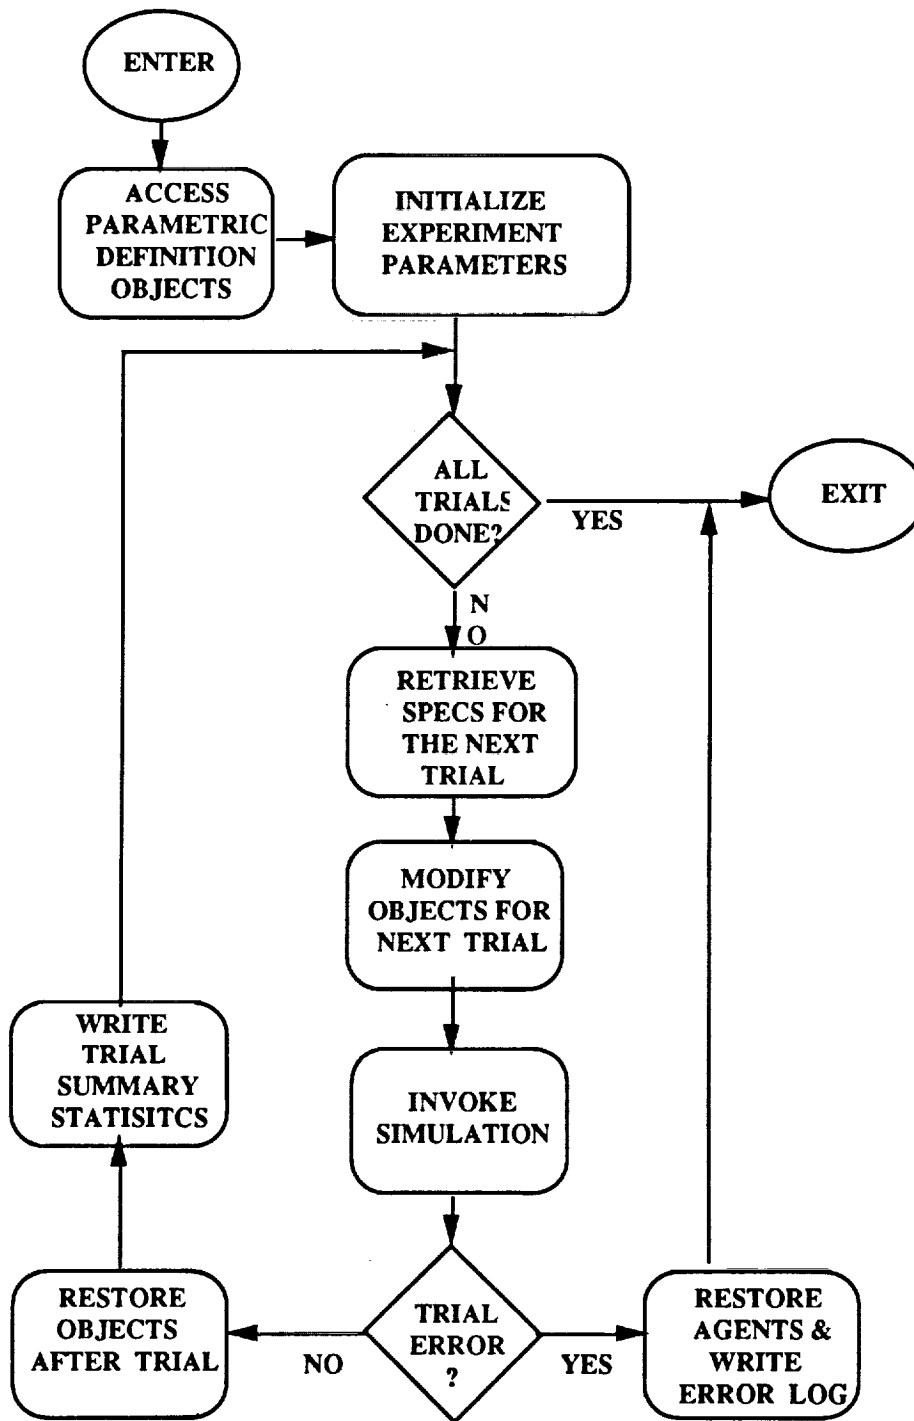 ENTER
ACCESS
PARAMETRIC
DEFINITION
OBJECTS
INITIALIZE
EXPERIMENT
PARAMETERS
ALL
TRIALS
DONE?
YES
EXIT
N
O
RETRIEVE
SPECS FOR
THE NEXT
TRIAL
MODIFY
OBJECTS FOR
NEXT TRIAL
WRITE
TRIAL
SUMMARY
STATISITCS
INVOKE
SIMULATION
RESTORE
OBJECTS
AFTER TRIAL
NO
TRIAL
ERROR
?
YES
RESTORE
AGENTS &
WRITE
ERROR LOG